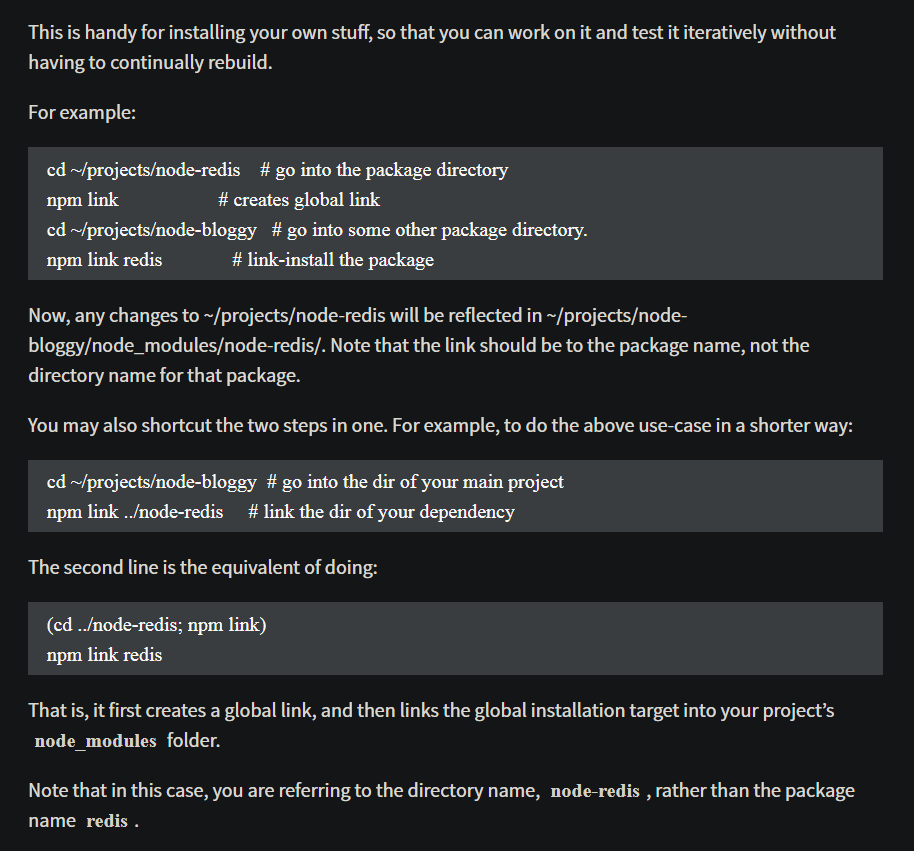 This is handy for installing your own stuff, so that you can work on it and test it iteratively without
having to continually rebuild.
For example:
cd ~/projects/node-redis    # go into the package directory
npm link                    # creates global link
cd ~/projects/node-bloggy   # go into some other package directory.
npm link redis              # link-install the package
Now, any changes to ~/projects/node-redis will be reflected in ~/projects/node-
bloggy/node_modules/node-redis/. Note that the link should be to the package name, not the
directory name for that package.
You may also shortcut the two steps in one. For example, to do the above use-case in a shorter way:
cd ~/projects/node-bloggy  # go into the dir of your main project
npm link ../node-redis     # link the dir of your dependency
The second line is the equivalent of doing:
(cd ../node-redis; npm link)
npm link redis
That is, it first creates a global link, and then links the global installation target into your project’s
node_modules folder.
Note that in this case, you are referring to the directory name, node-redis , rather than the package
name redis .